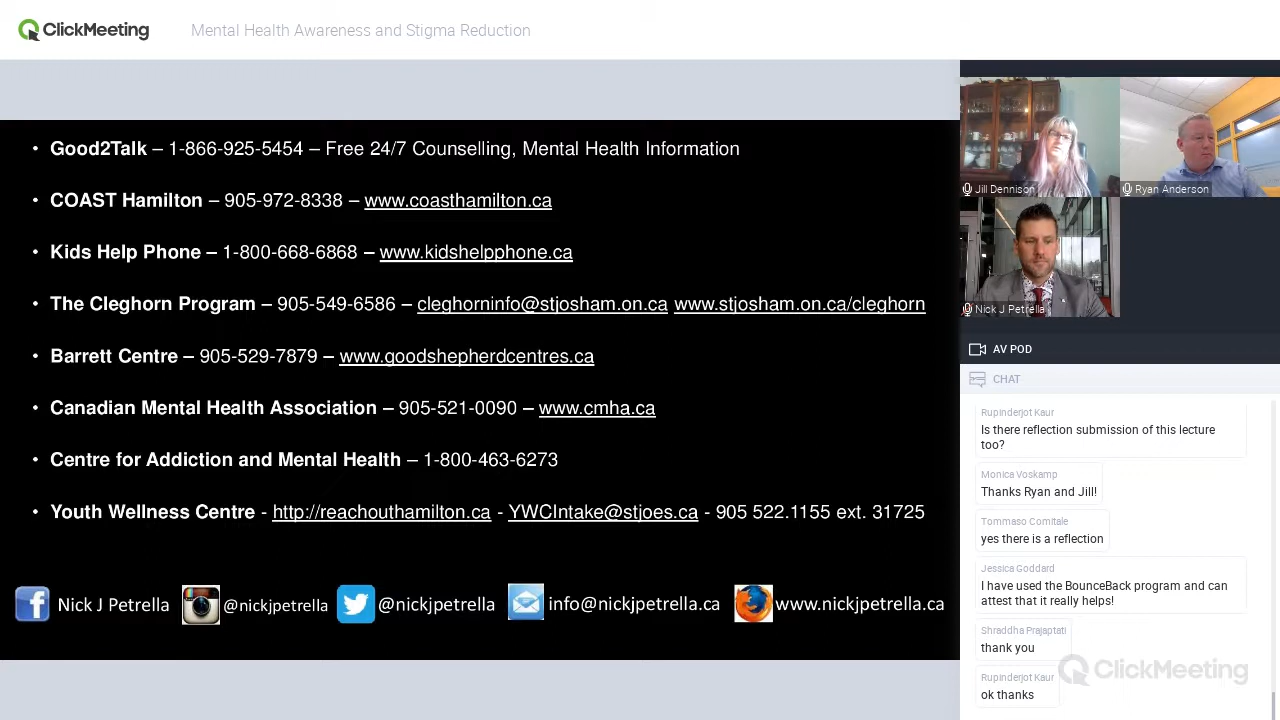 ClickMeeting
Mental Health Awareness and Stigma Reduction
• Good2Talk – 1-866-925-5454 – Free 24/7 Counselling, Mental Health Information
• COAST Hamilton – 905-972-8338 – www.coasthamilton.ca
• Kids Help Phone – 1-800-668-6868 – www.kidshelpphone.ca
• The Cleghorn Program – 905-549-6586 – cleghorninfo@stjosham.on.ca www.stjosham.on.ca/cleghorn
• Barrett Centre – 905-529-7879 – www.goodshepherdcentres.ca
• Canadian Mental Health Association – 905-521-0090 – www.cmha.ca
• Centre for Addiction and Mental Health – 1-800-463-6273
• Youth Wellness Centre - http://reachouthamilton.ca - YWCIntake@stjoes.ca - 905 522.1155 ext. 31725
Nick J Petrella @nickjpetrella @nickjpetrella info@nickjpetrella.ca www.nickjpetrella.ca
Jill Dennison
Ryan Anderson
Nick J Petrella
AV POD
CHAT
Rupinderjot Kaur
Is there reflection submission of this lecture
too?
Monica Voskamp
Thanks Ryan and Jill!
Tommaso Comitale
yes there is a reflection
Jessica Goddard
I have used the BounceBack program and can
attest that it really helps!
Shraddha Prajaptati
thank you
Rupinderjot Kaur
ok thanks
ClickMeeting